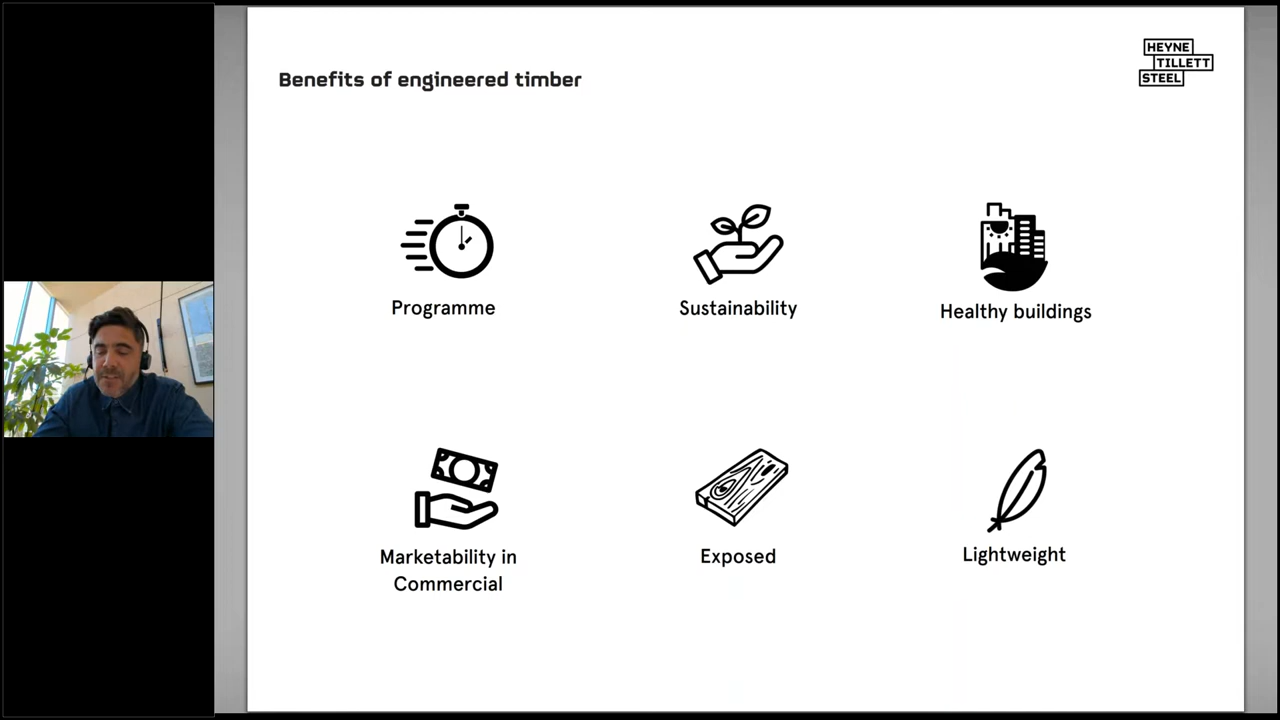 Benefits of engineered timber
HEYNE
TILLETT
STEEL
Programme
Sustainability
Healthy buildings
Marketability in
Commercial
Exposed
Lightweight